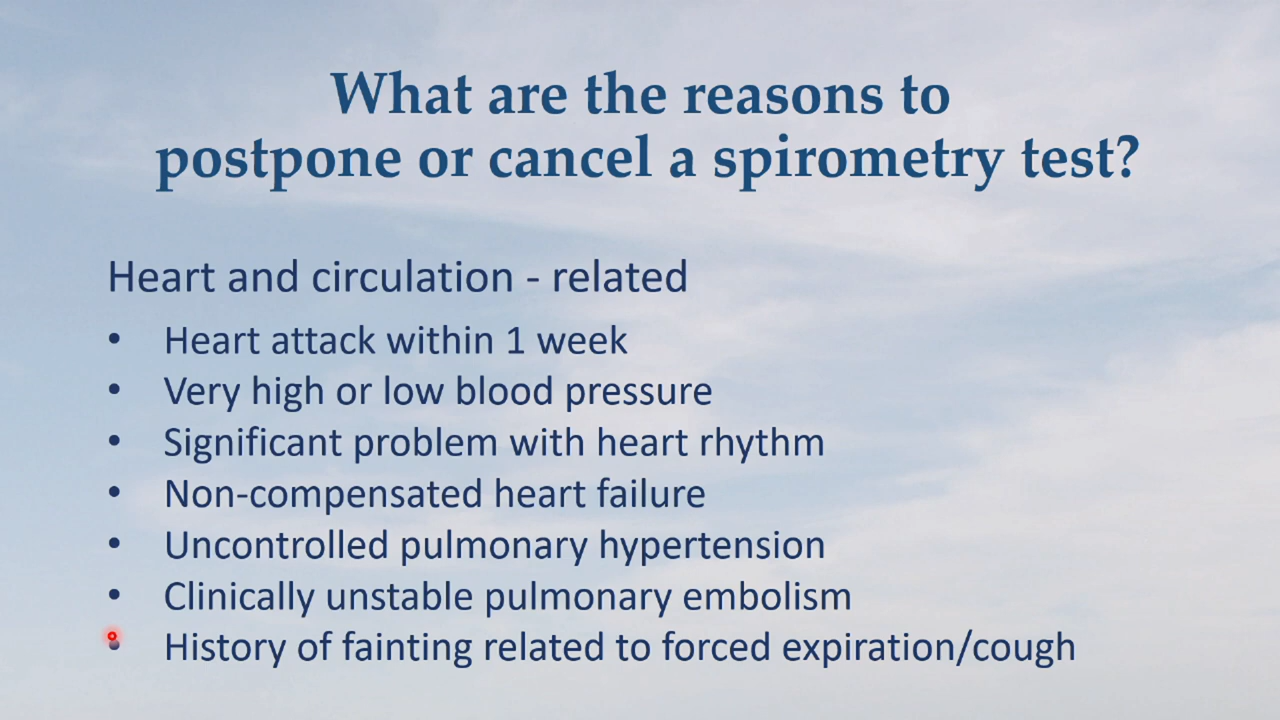 What are the reasons to
postpone or cancel a spirometry test?
Heart and circulation - related
• Heart attack within 1 week
• Very high or low blood pressure
• Significant problem with heart rhythm
• Non-compensated heart failure
• Uncontrolled pulmonary hypertension
• Clinically unstable pulmonary embolism
• History of fainting related to forced expiration/cough